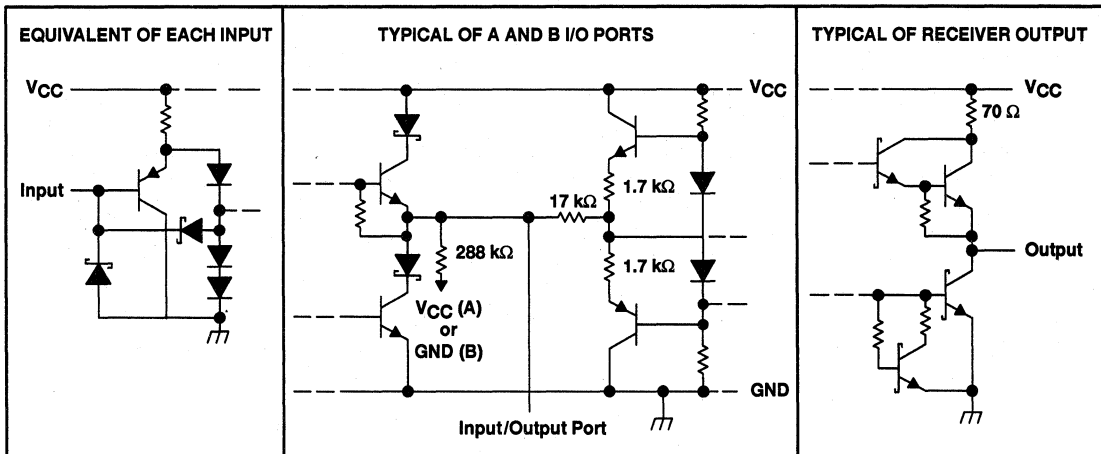 EQUIVALENT OF EACH INPUT
VCC
Input
TYPICAL OF A AND B I/O PORTS
VCC
1.7 kΩ
17 kΩ
288 kΩ
1.7 kΩ
VCC (A)
or
GND (B)
GND
Input/Output Port
TYPICAL OF RECEIVER OUTPUT
VCC
70 Ω
Output